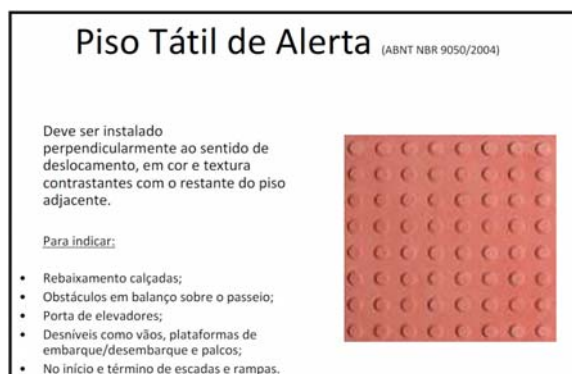 Piso Tátil de Alerta (ABNT NBR 9050/2004)
Deve ser instalado
perpendicularmente ao sentido de
deslocamento, em cor e textura
contrastantes com o restante do piso
adjacente.
Para indicar:
• Rebaixamento calçadas;
• Obstáculos em balanço sobre o passeio;
• Porta de elevadores;
• Desníveis como vãos, plataformas de
embarque/desembarque e palcos;
• No início e término de escadas e rampas.